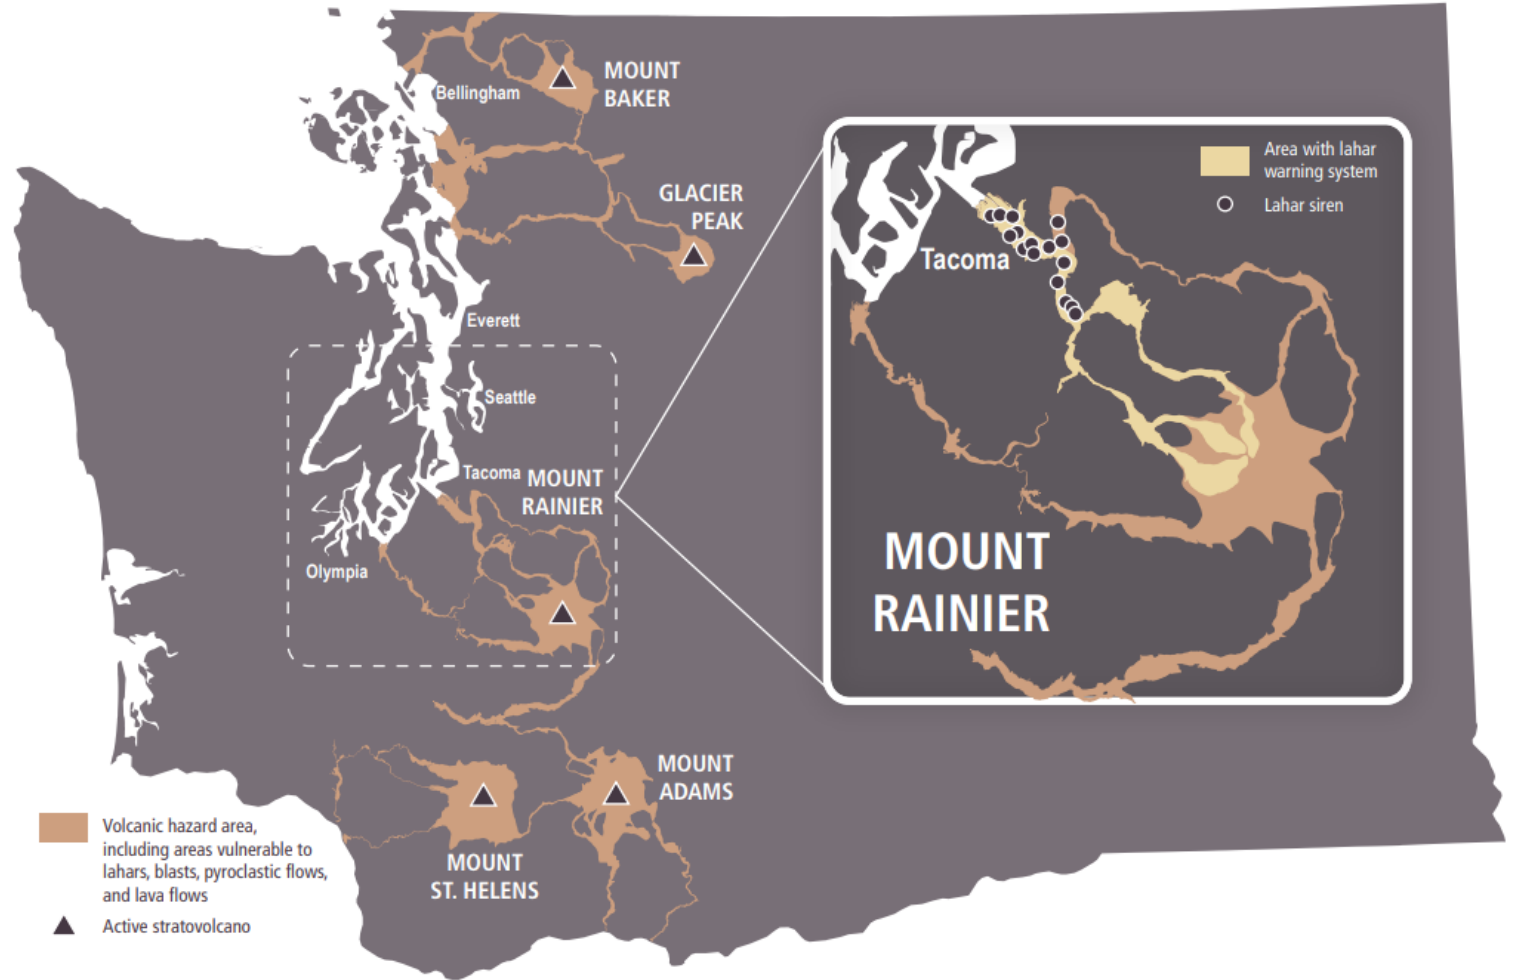 MOUNT
BAKER
Bellingham
GLACIER
PEAK
Everett
Seattle
Tacoma
MOUNT
RAINIER
Olympia
MOUNT
ADAMS
MOUNT
ST. HELENS
Volcanic hazard area,
including areas vulnerable to
lahars, blasts, pyroclastic flows,
and lava flows
Active stratovolcano
Area with lahar
warning system
Lahar siren
Tacoma
MOUNT
RAINIER